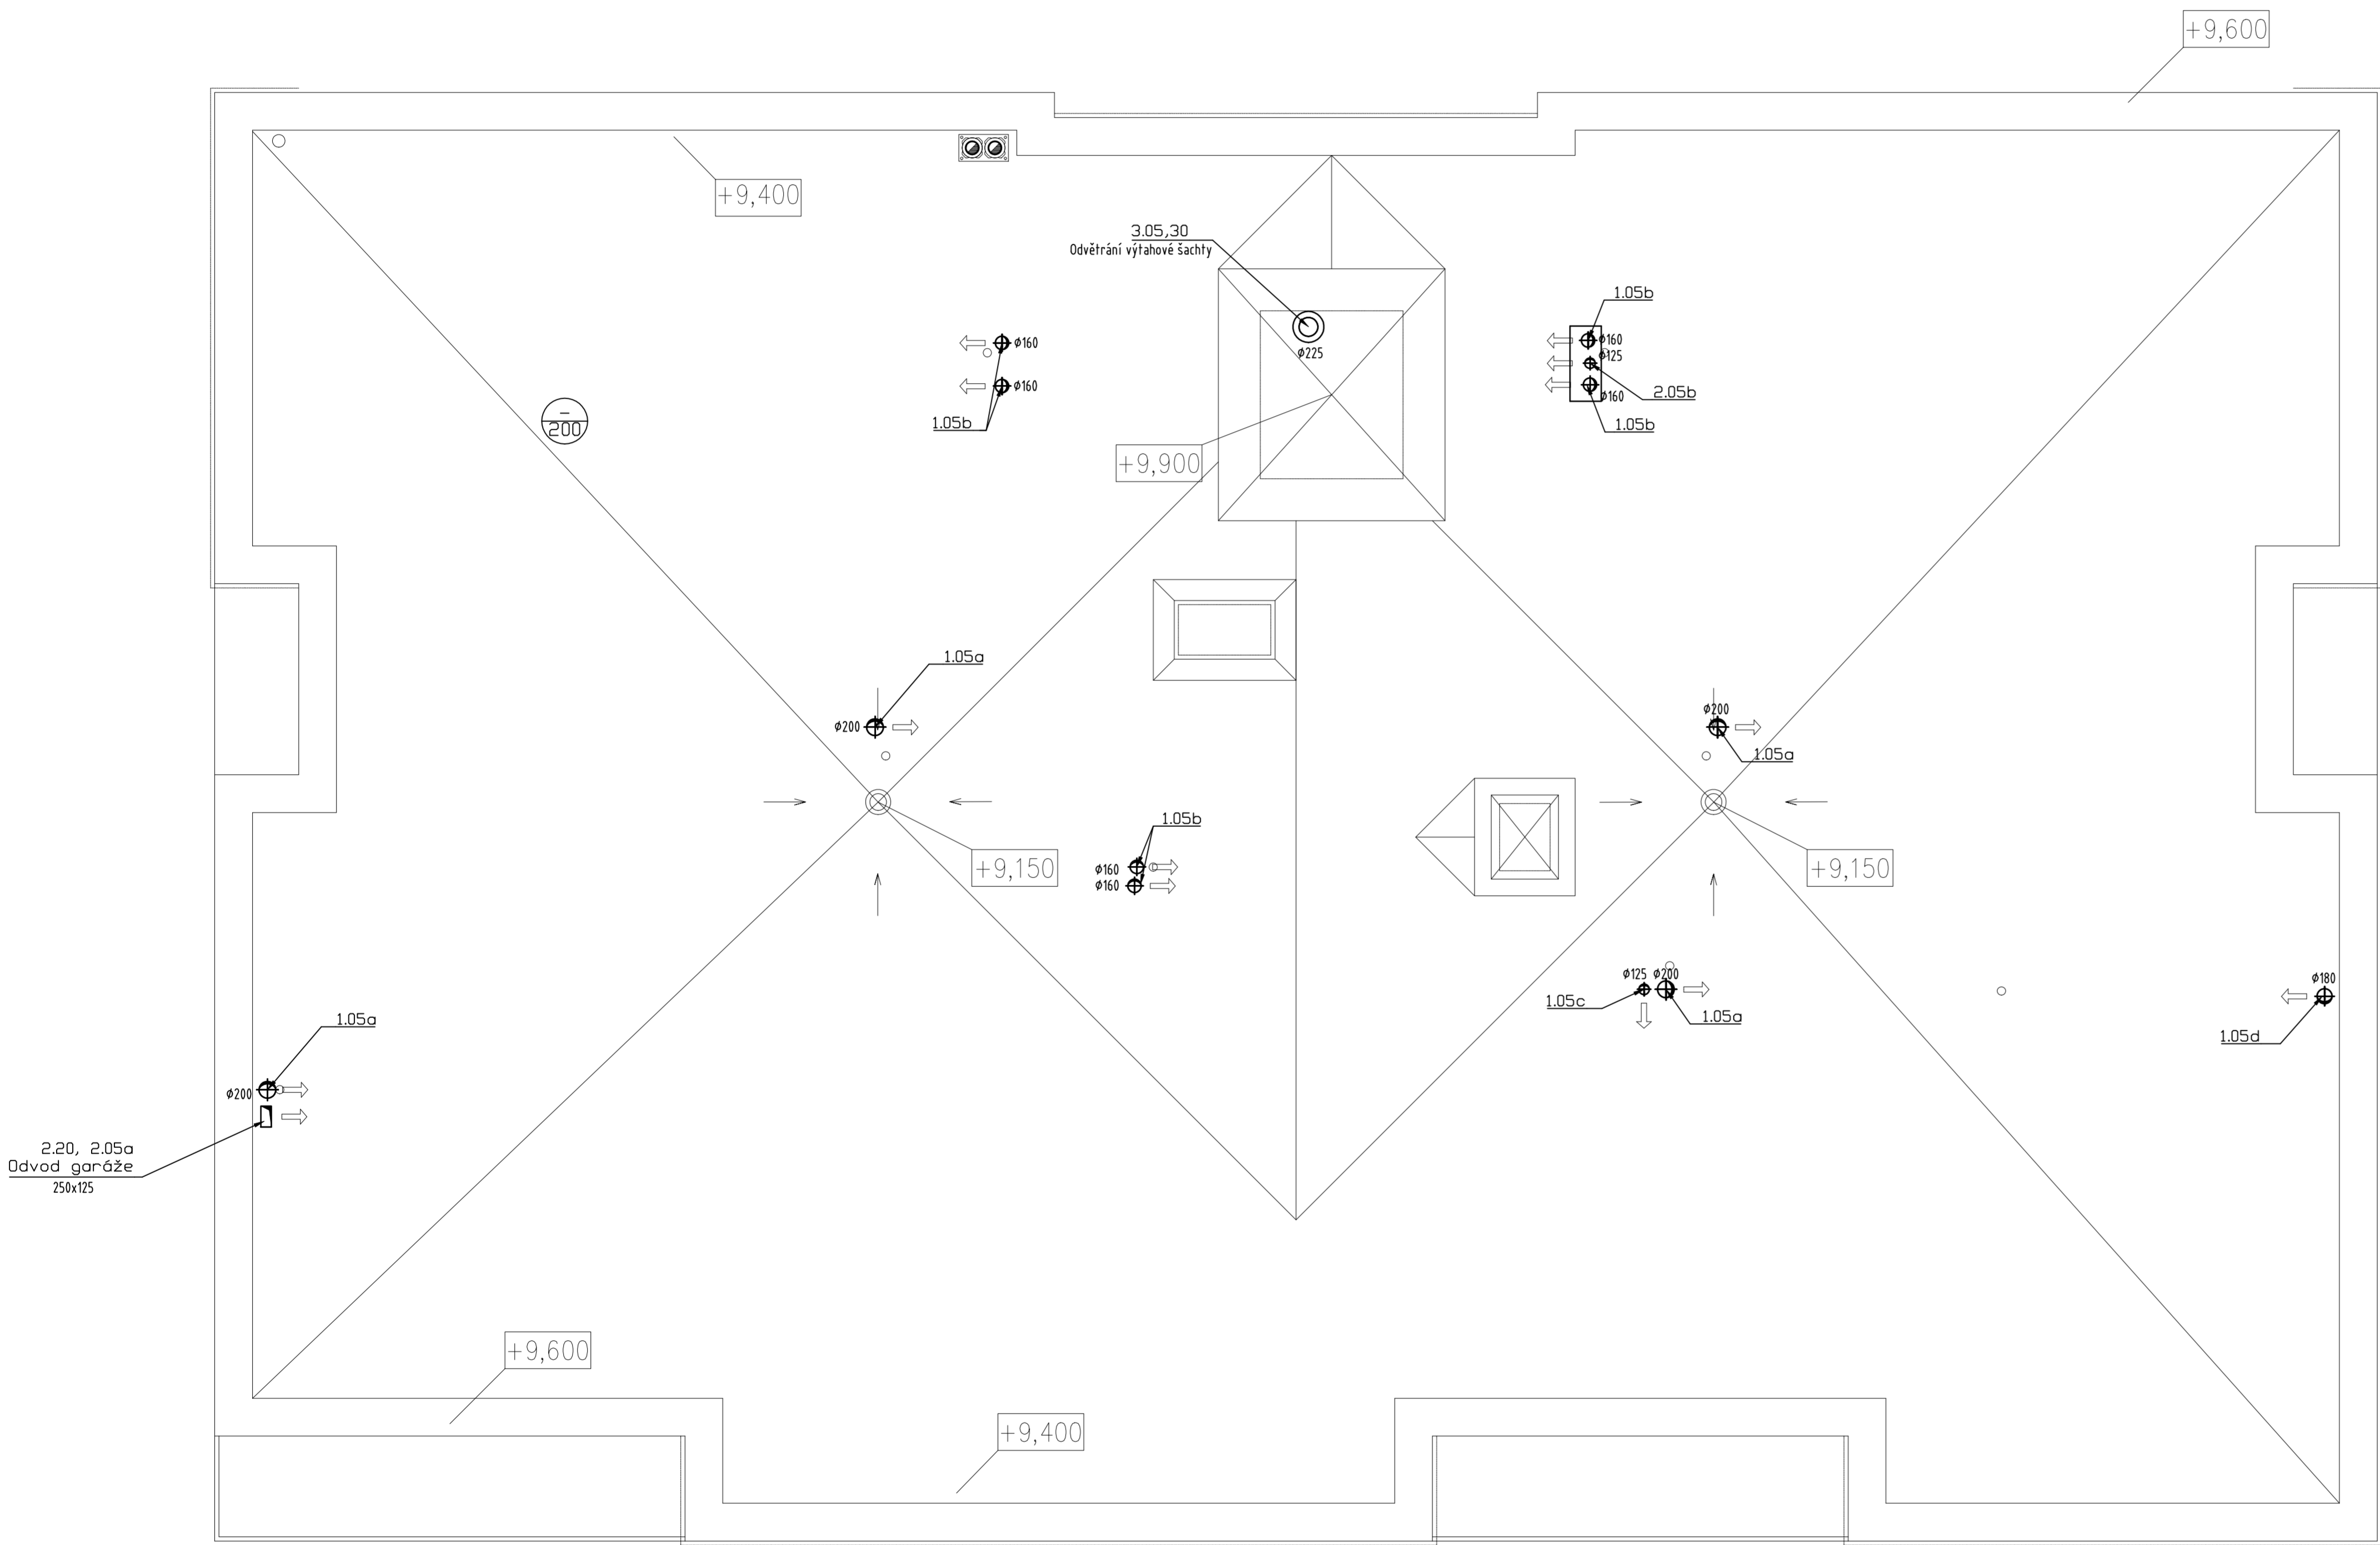 +9,600
+9,400
3.05,30
Odvětrání výtahové šachty
ø225
1.05b
ø160
ø125
ø160
2.05b
1.05b
ø160
ø160
1.05b
–
200
+9,900
1.05a
ø200
ø200
1.05a
1.05b
ø160
ø160
+9,150
+9,150
ø125 ø200
1.05c
1.05a
ø180
1.05d
1.05a
ø200
2.20, 2.05a
Odvod garáže
250x125
+9,600
+9,400